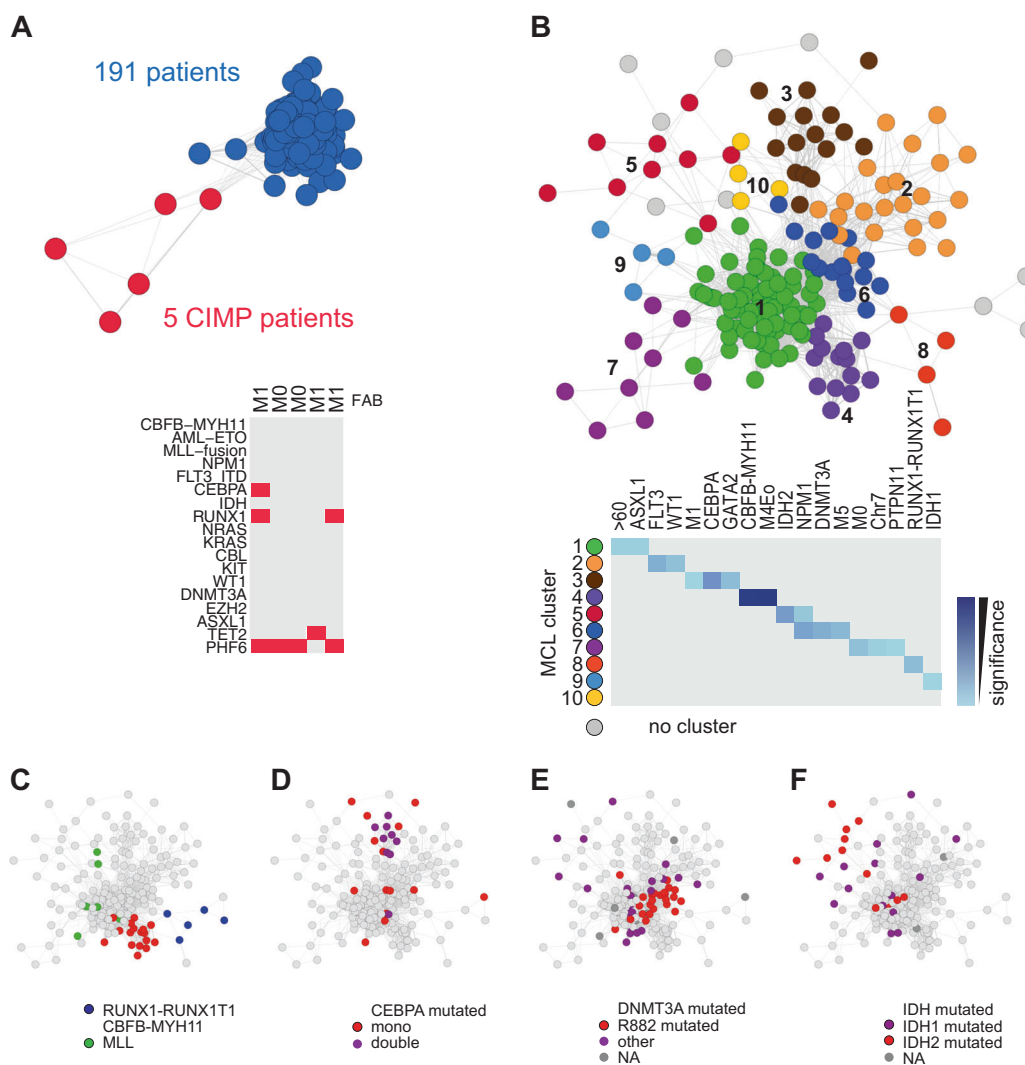 A
191 patients
5 CIMP patients
M1 M0 M0 M1 M1 FAB
CBFB−MYH11
AML−ETO
MLL−fusion
NPM1
FLT3 ITD
CEBPA
IDH
RUNX1
NRAS
KRAS
CBL
KIT
WT1
DNMT3A
EZH2
ASXL1
TET2
PHF6
B
3
5
10
2
9
1
6
7
8
4
>60 ASXL1 FLT3 WT1 M1 CEBPA GATA2 CBFB-MYH11 M4Eo IDH2 NPM1 DNMT3A M5 M0 Chr7 PTPN11 RUNX1-RUNX1T1 IDH1
MCL cluster
1
2
3
4
5
6
7
8
9
10
no cluster
significance
C
RUNX1-RUNX1T1
CBFB-MYH11
MLL
D
CEBPA mutated
mono
double
E
DNMT3A mutated
R882 mutated
other
NA
F
IDH mutated
IDH1 mutated
IDH2 mutated
NA